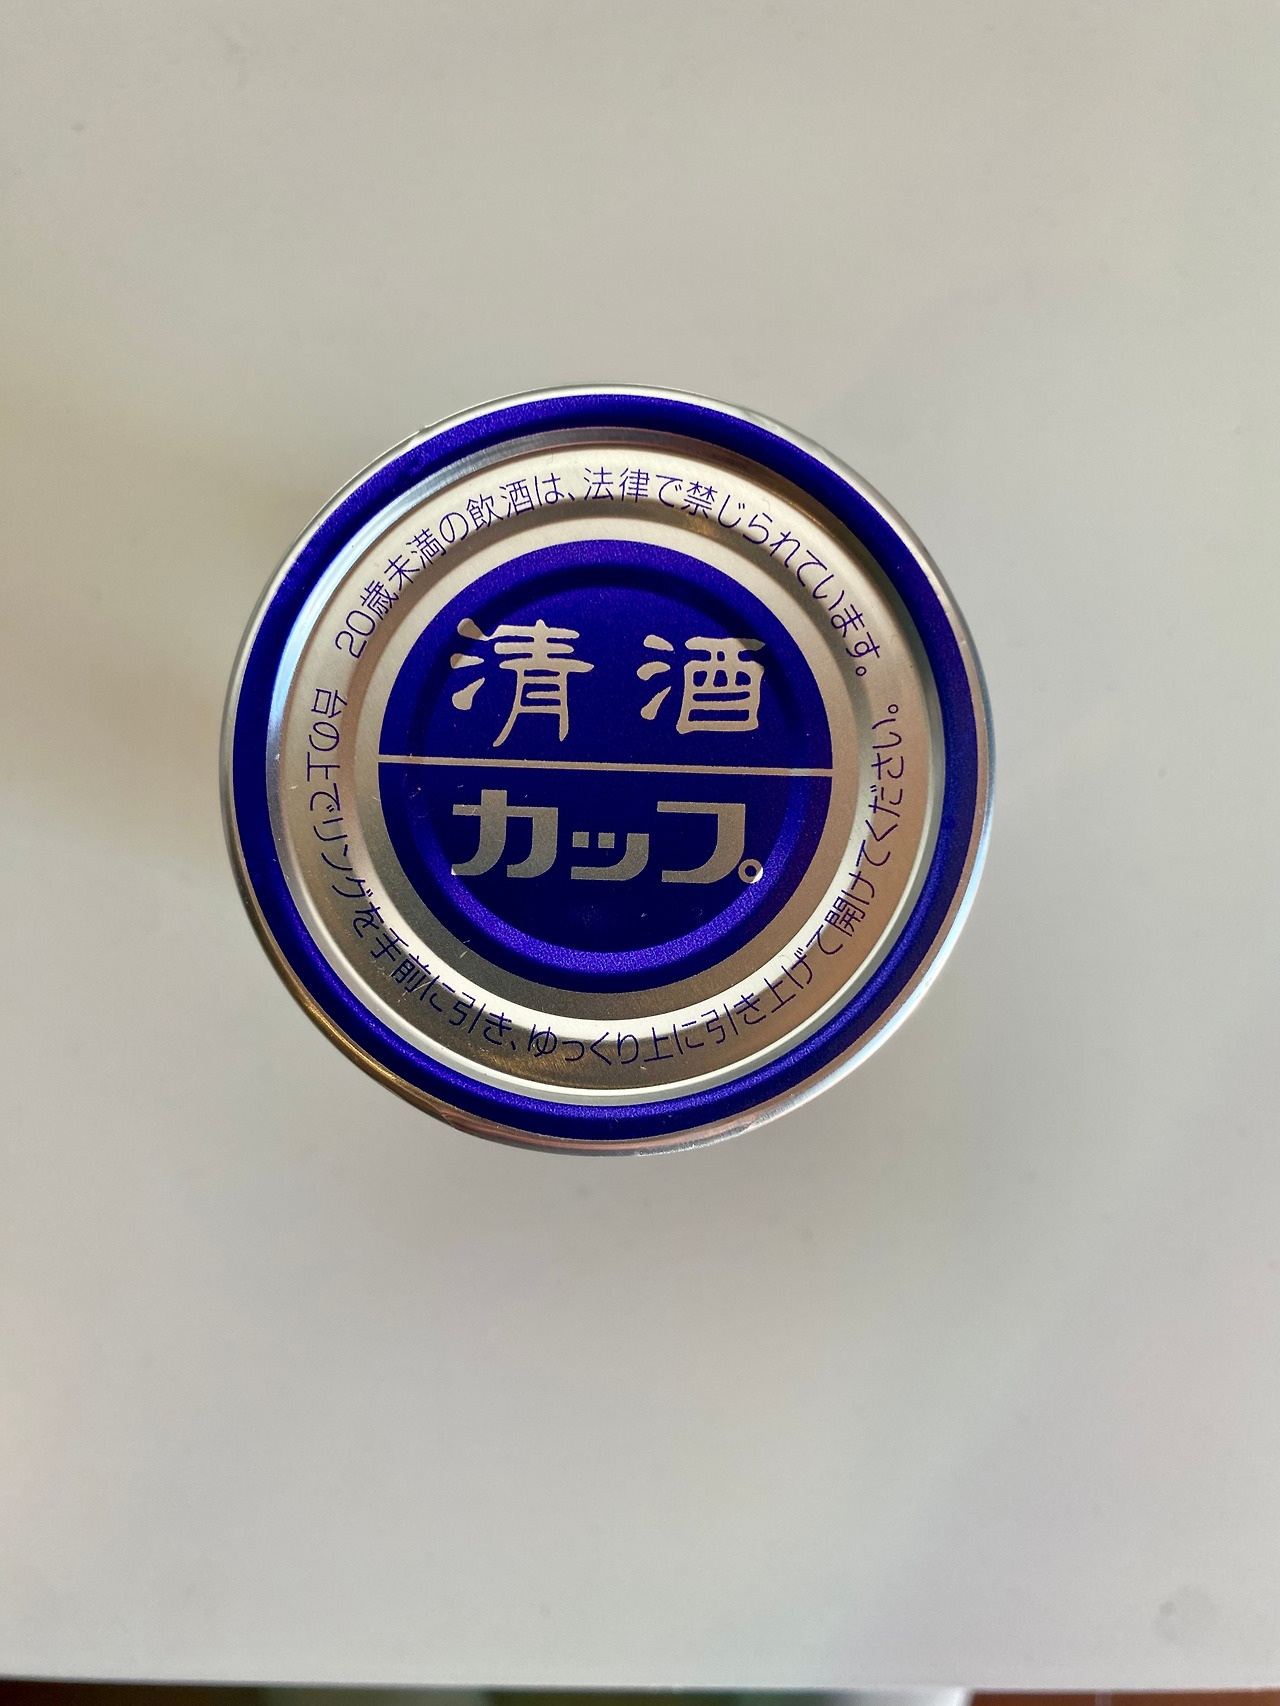 20歳未満の飲酒は、法律で禁じられています。
清酒
カップ。
台の上でリングを手前に引き、ゆっくり上に引き上げて開けてください。